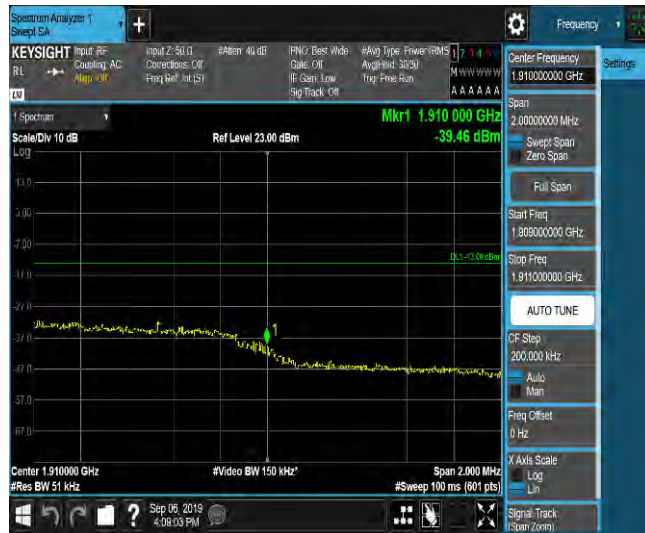 Spectrum Analyzer 1
Swept SA
+
Frequency
KEYSIGHT
Input: RF
Coupling: AC
Align: Off
Input Z: 50 Ω
Corrections: Off
Freq Ref: Int (S)
#Atten: 40 dB
PNO: Best Wide
Gate: Off
IF Gain: Low
Sig Track: Off
#Avg Type: Power (RMS
Avg|Hold: 30/30
Trig: Free Run
M W W W W W
A A A A A A
RL
LXI
Center Frequency
1.910000000 GHz
Settings
Span
2.00000000 MHz
Swept Span
Zero Span
Full Span
Start Freq
1.909000000 GHz
Stop Freq
1.911000000 GHz
AUTO TUNE
CF Step
200.000 kHz
Auto
Man
Freq Offset
0 Hz
X Axis Scale
Log
Lin
Signal Track
(Span Zoom)
1 Spectrum
Scale/Div 10 dB
Ref Level 23.00 dBm
Mkr1 1.910 000 GHz
-39.46 dBm
Log
13.0
3.00
-7.00
DL1 -13.00 dBm
-17.0
-27.0
1
-37.0
-47.0
-57.0
-67.0
Center 1.910000 GHz
#Video BW 150 kHz*
Span 2.000 MHz
#Res BW 51 kHz
#Sweep 100 ms (601 pts)
?
Sep 06, 2019
4:09:03 PM